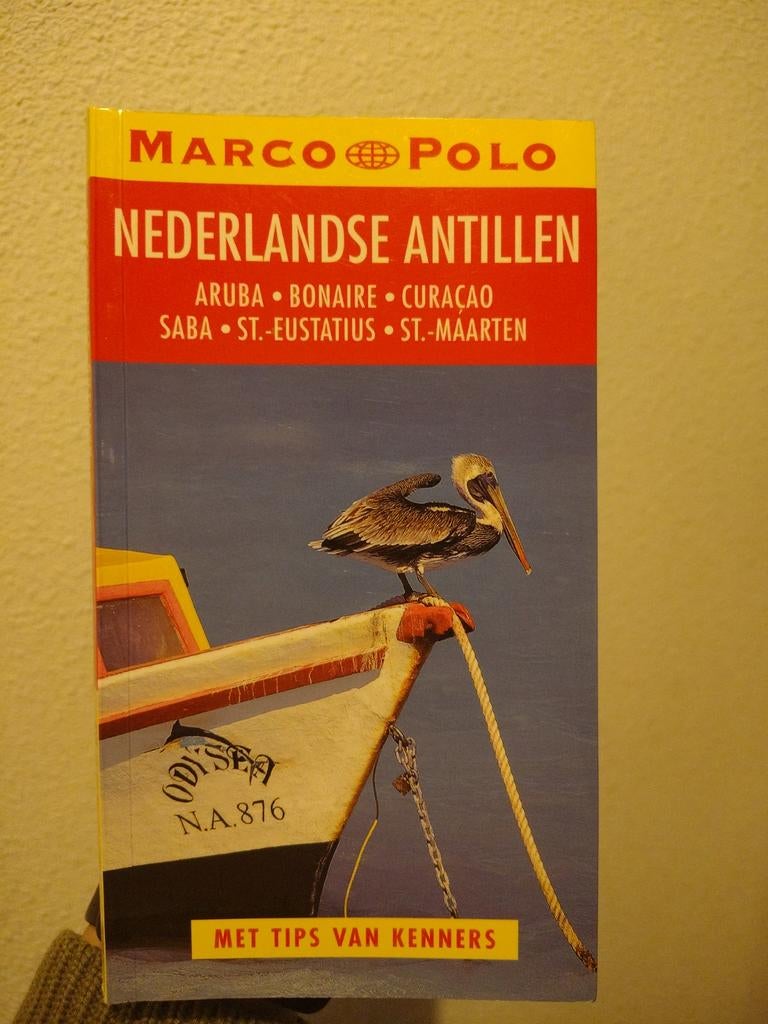 MARCO POLO
NEDERLANDSE ANTILLEN
ARUBA • BONAIRE • CURAÇAO
SABA • ST.-EUSTATIUS • ST.-MAARTEN
ODYSEA
N.A.876
MET TIPS VAN KENNERS